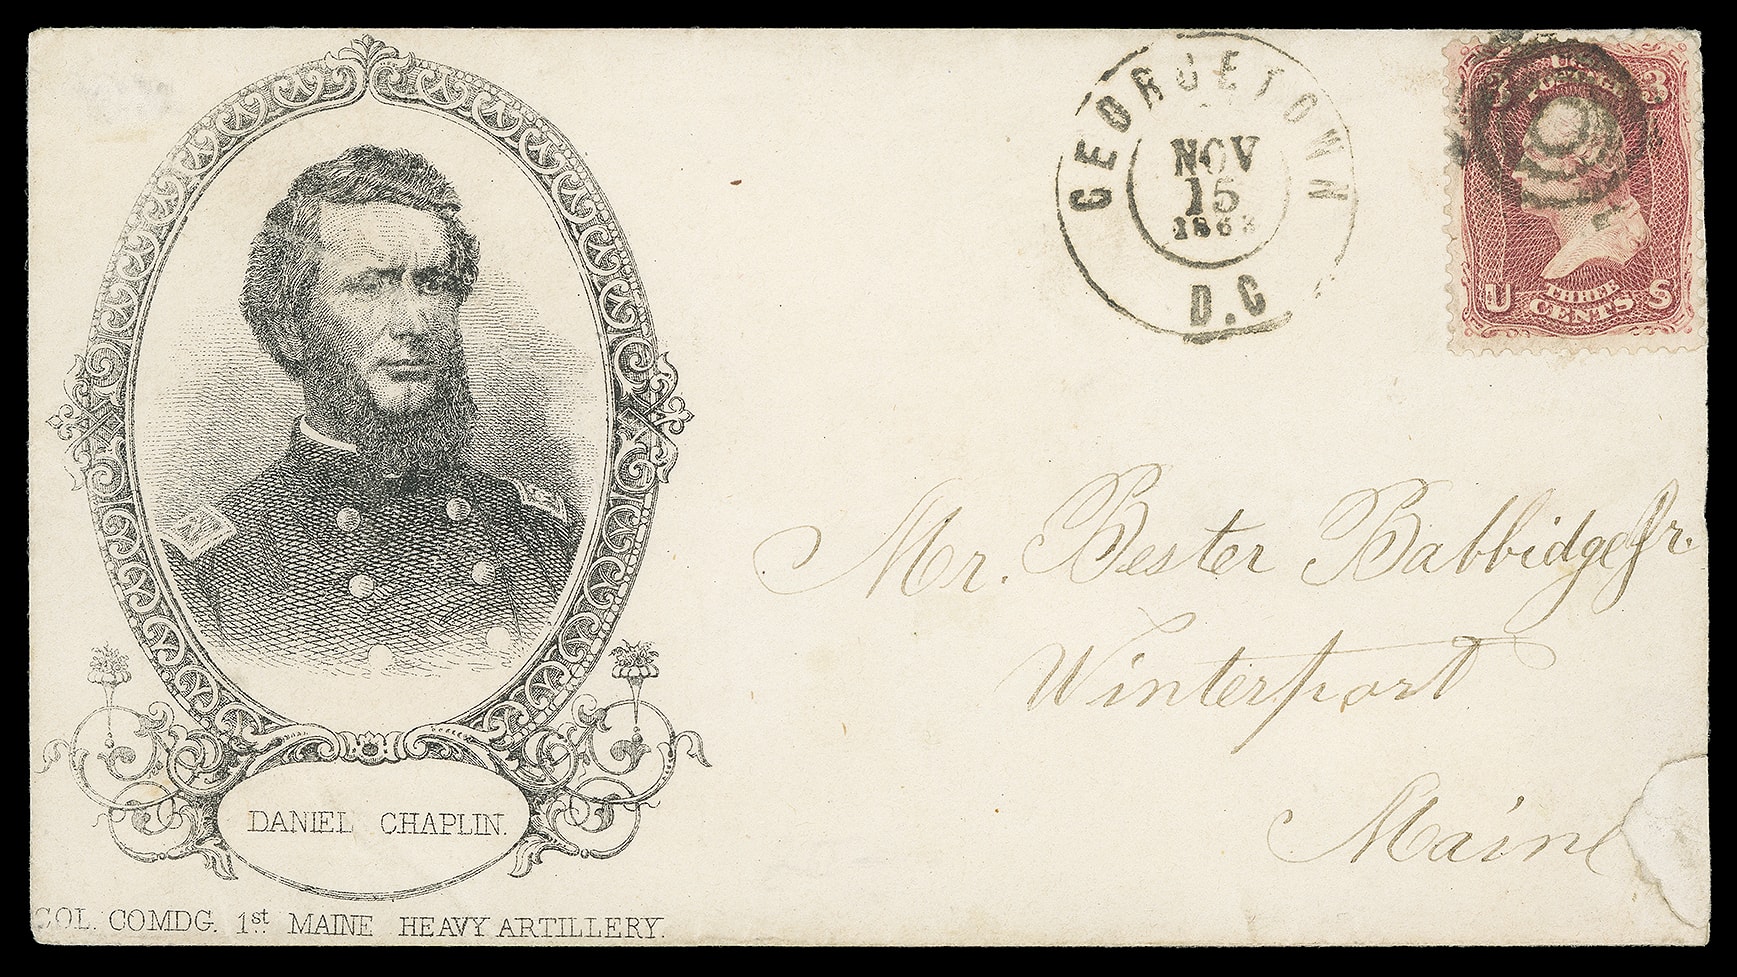 DANIEL CHAPLIN.
COL. COMDG. 1st MAINE HEAVY ARTILLERY.
GEORGETOWN
NOV
15
1863
D.C
3 U.S. 3
POSTAGE
U THREE S
CENTS
Mr. Bester Babbidge Jr.
Winterport
Maine